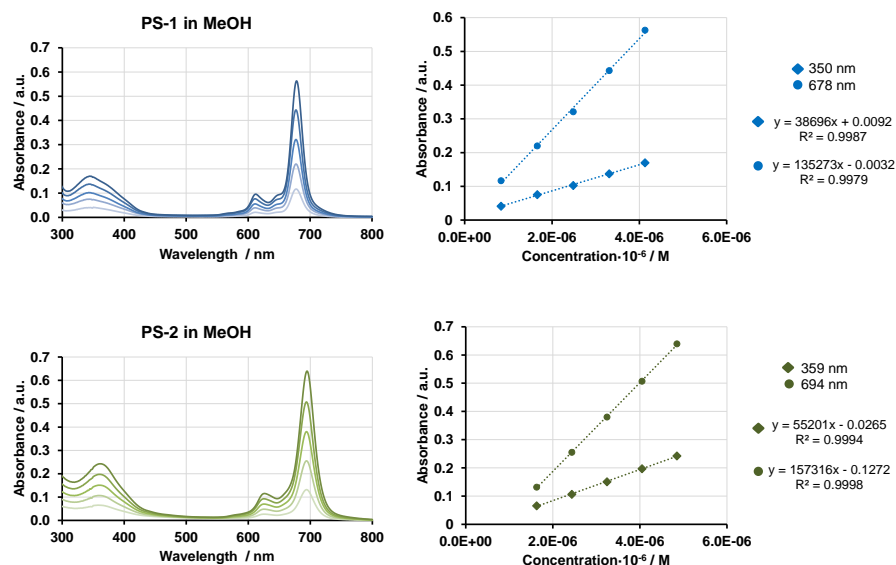 PS-1 in MeOH
Absorbance / a.u.
0.7
0.6
0.5
0.4
0.3
0.2
0.1
0.0
300 400 500 600 700 800
Wavelength / nm
Absorbance / a.u.
0.6
0.5
0.4
0.3
0.2
0.1
0
0.0E+00 2.0E-06 4.0E-06 6.0E-06
Concentration·10⁻⁶ / M
350 nm
678 nm
y = 38696x + 0.0092
R² = 0.9987
y = 135273x - 0.0032
R² = 0.9979
PS-2 in MeOH
Absorbance / a.u.
0.7
0.6
0.5
0.4
0.3
0.2
0.1
0.0
300 400 500 600 700 800
Wavelength / nm
Absorbance / a.u.
0.7
0.6
0.5
0.4
0.3
0.2
0.1
0
0.0E+00 2.0E-06 4.0E-06 6.0E-06
Concentration·10⁻⁶ / M
359 nm
694 nm
y = 55201x - 0.0265
R² = 0.9994
y = 157316x - 0.1272
R² = 0.9998